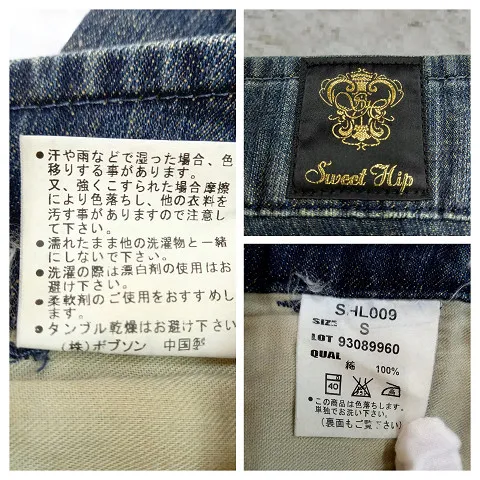 ●汗や雨などで湿った場合、色
移りする事があります。
又、強くこすられた場合摩擦
により色落ちし、他の衣料を
汚す事がありますので注意し
て下さい。
●濡れたまま他の洗濯物と一緒
にしないで下さい。
●洗濯の際は漂白剤の使用はお
避け下さい。
●柔軟剤のご使用をおすすめし
ます。
●タンブル乾燥はお避け下さい
(株)ボブソン 中国製
Sweet Hip
SHL009
SIZE S
LOT 93089960
QUAL
綿 100%
40
●この商品は色落ちします。
単独でお洗い下さい。
(裏面もご覧下さい)